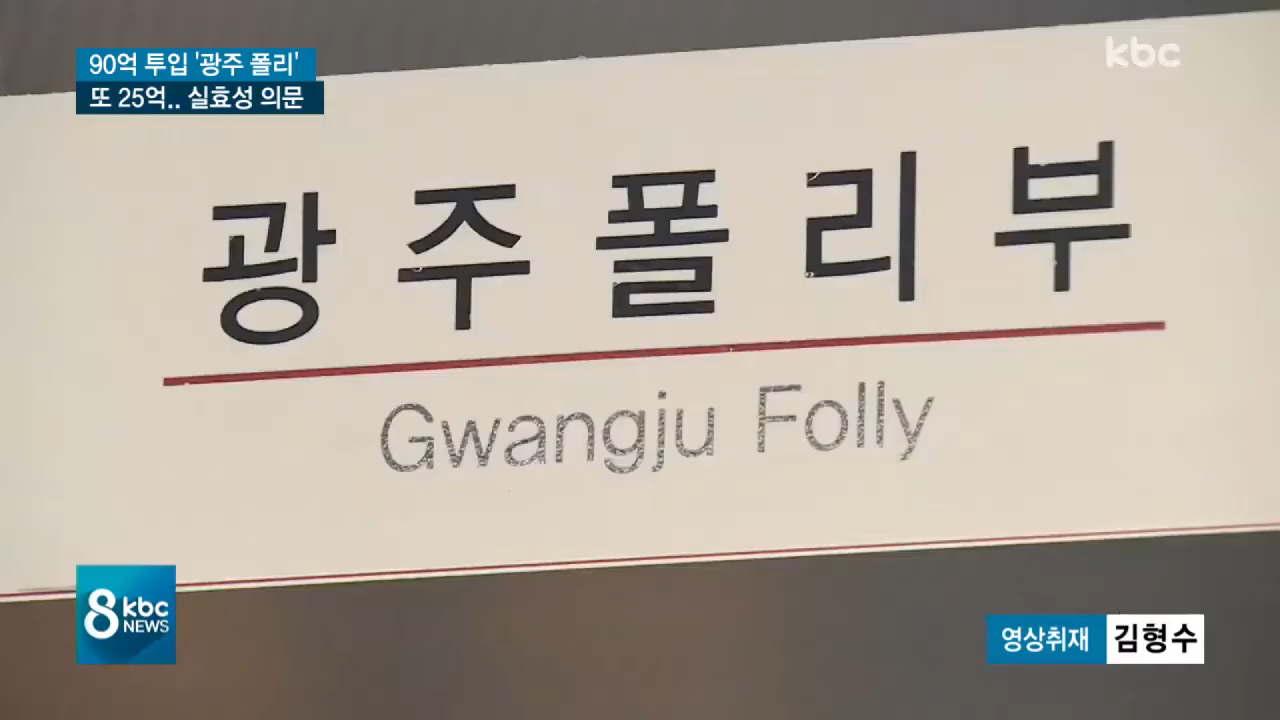 90억 투입 '광주 폴리'
또 25억.. 실효성 의문
kbc
광주폴리부
Gwangju Folly
8 kbc
NEWS
영상취재 김형수